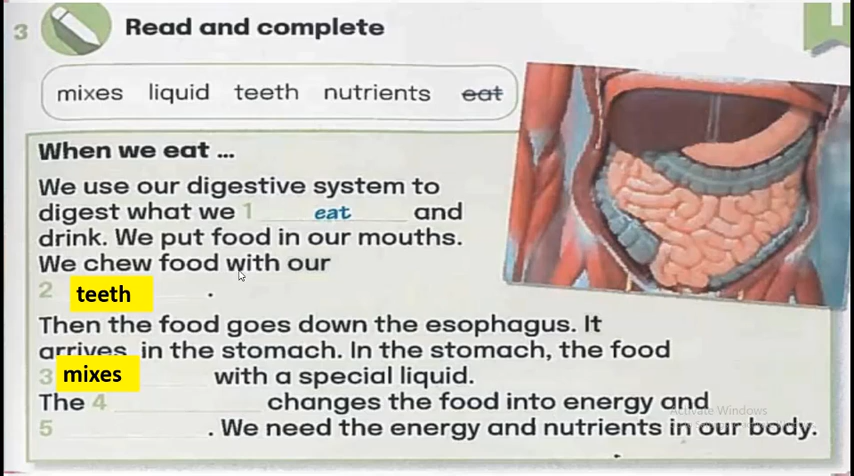 3 Read and complete
mixes liquid teeth nutrients eat
When we eat ...
We use our digestive system to
digest what we 1 eat and
drink. We put food in our mouths.
We chew food with our
2 teeth .
Then the food goes down the esophagus. It
arrives in the stomach. In the stomach, the food
3 mixes with a special liquid.
The 4 changes the food into energy and
5 . We need the energy and nutrients in our body.
Activate Windows